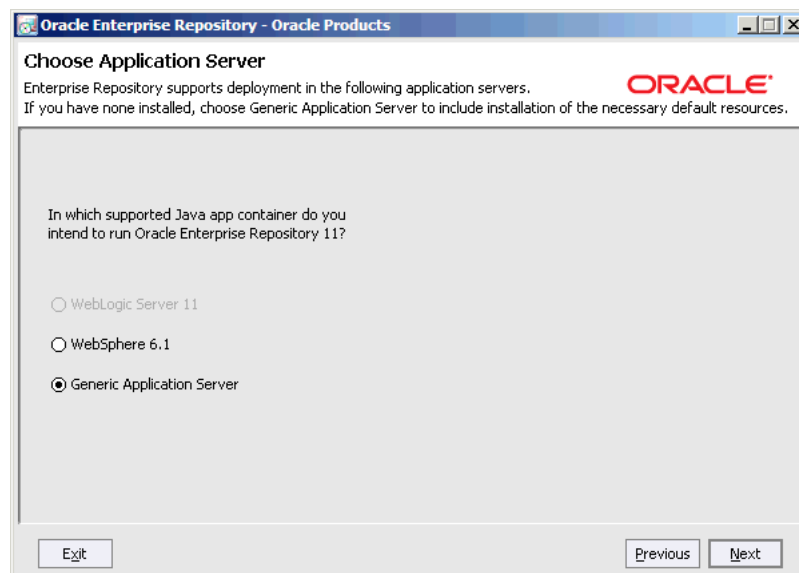 Oracle Enterprise Repository - Oracle Products
Choose Application Server
Enterprise Repository supports deployment in the following application servers.
If you have none installed, choose Generic Application Server to include installation of the necessary default resources.
ORACLE®
In which supported Java app container do you
intend to run Oracle Enterprise Repository 11?
WebLogic Server 11
WebSphere 6.1
Generic Application Server
Exit
Previous
Next